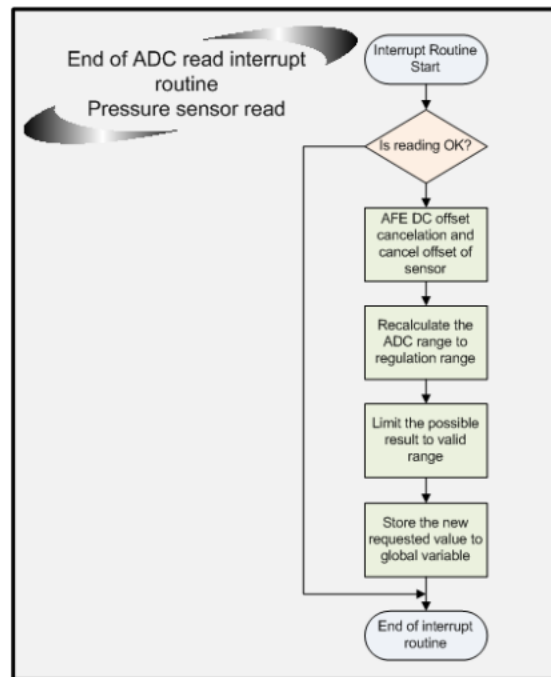 End of ADC read interrupt
routine
Pressure sensor read
Interrupt Routine
Start
Is reading OK?
AFE DC offset
cancelation and
cancel offset of
sensor
Recalculate the
ADC range to
regulation range
Limit the possible
result to valid
range
Store the new
requested value to
global variable
End of interrupt
routine